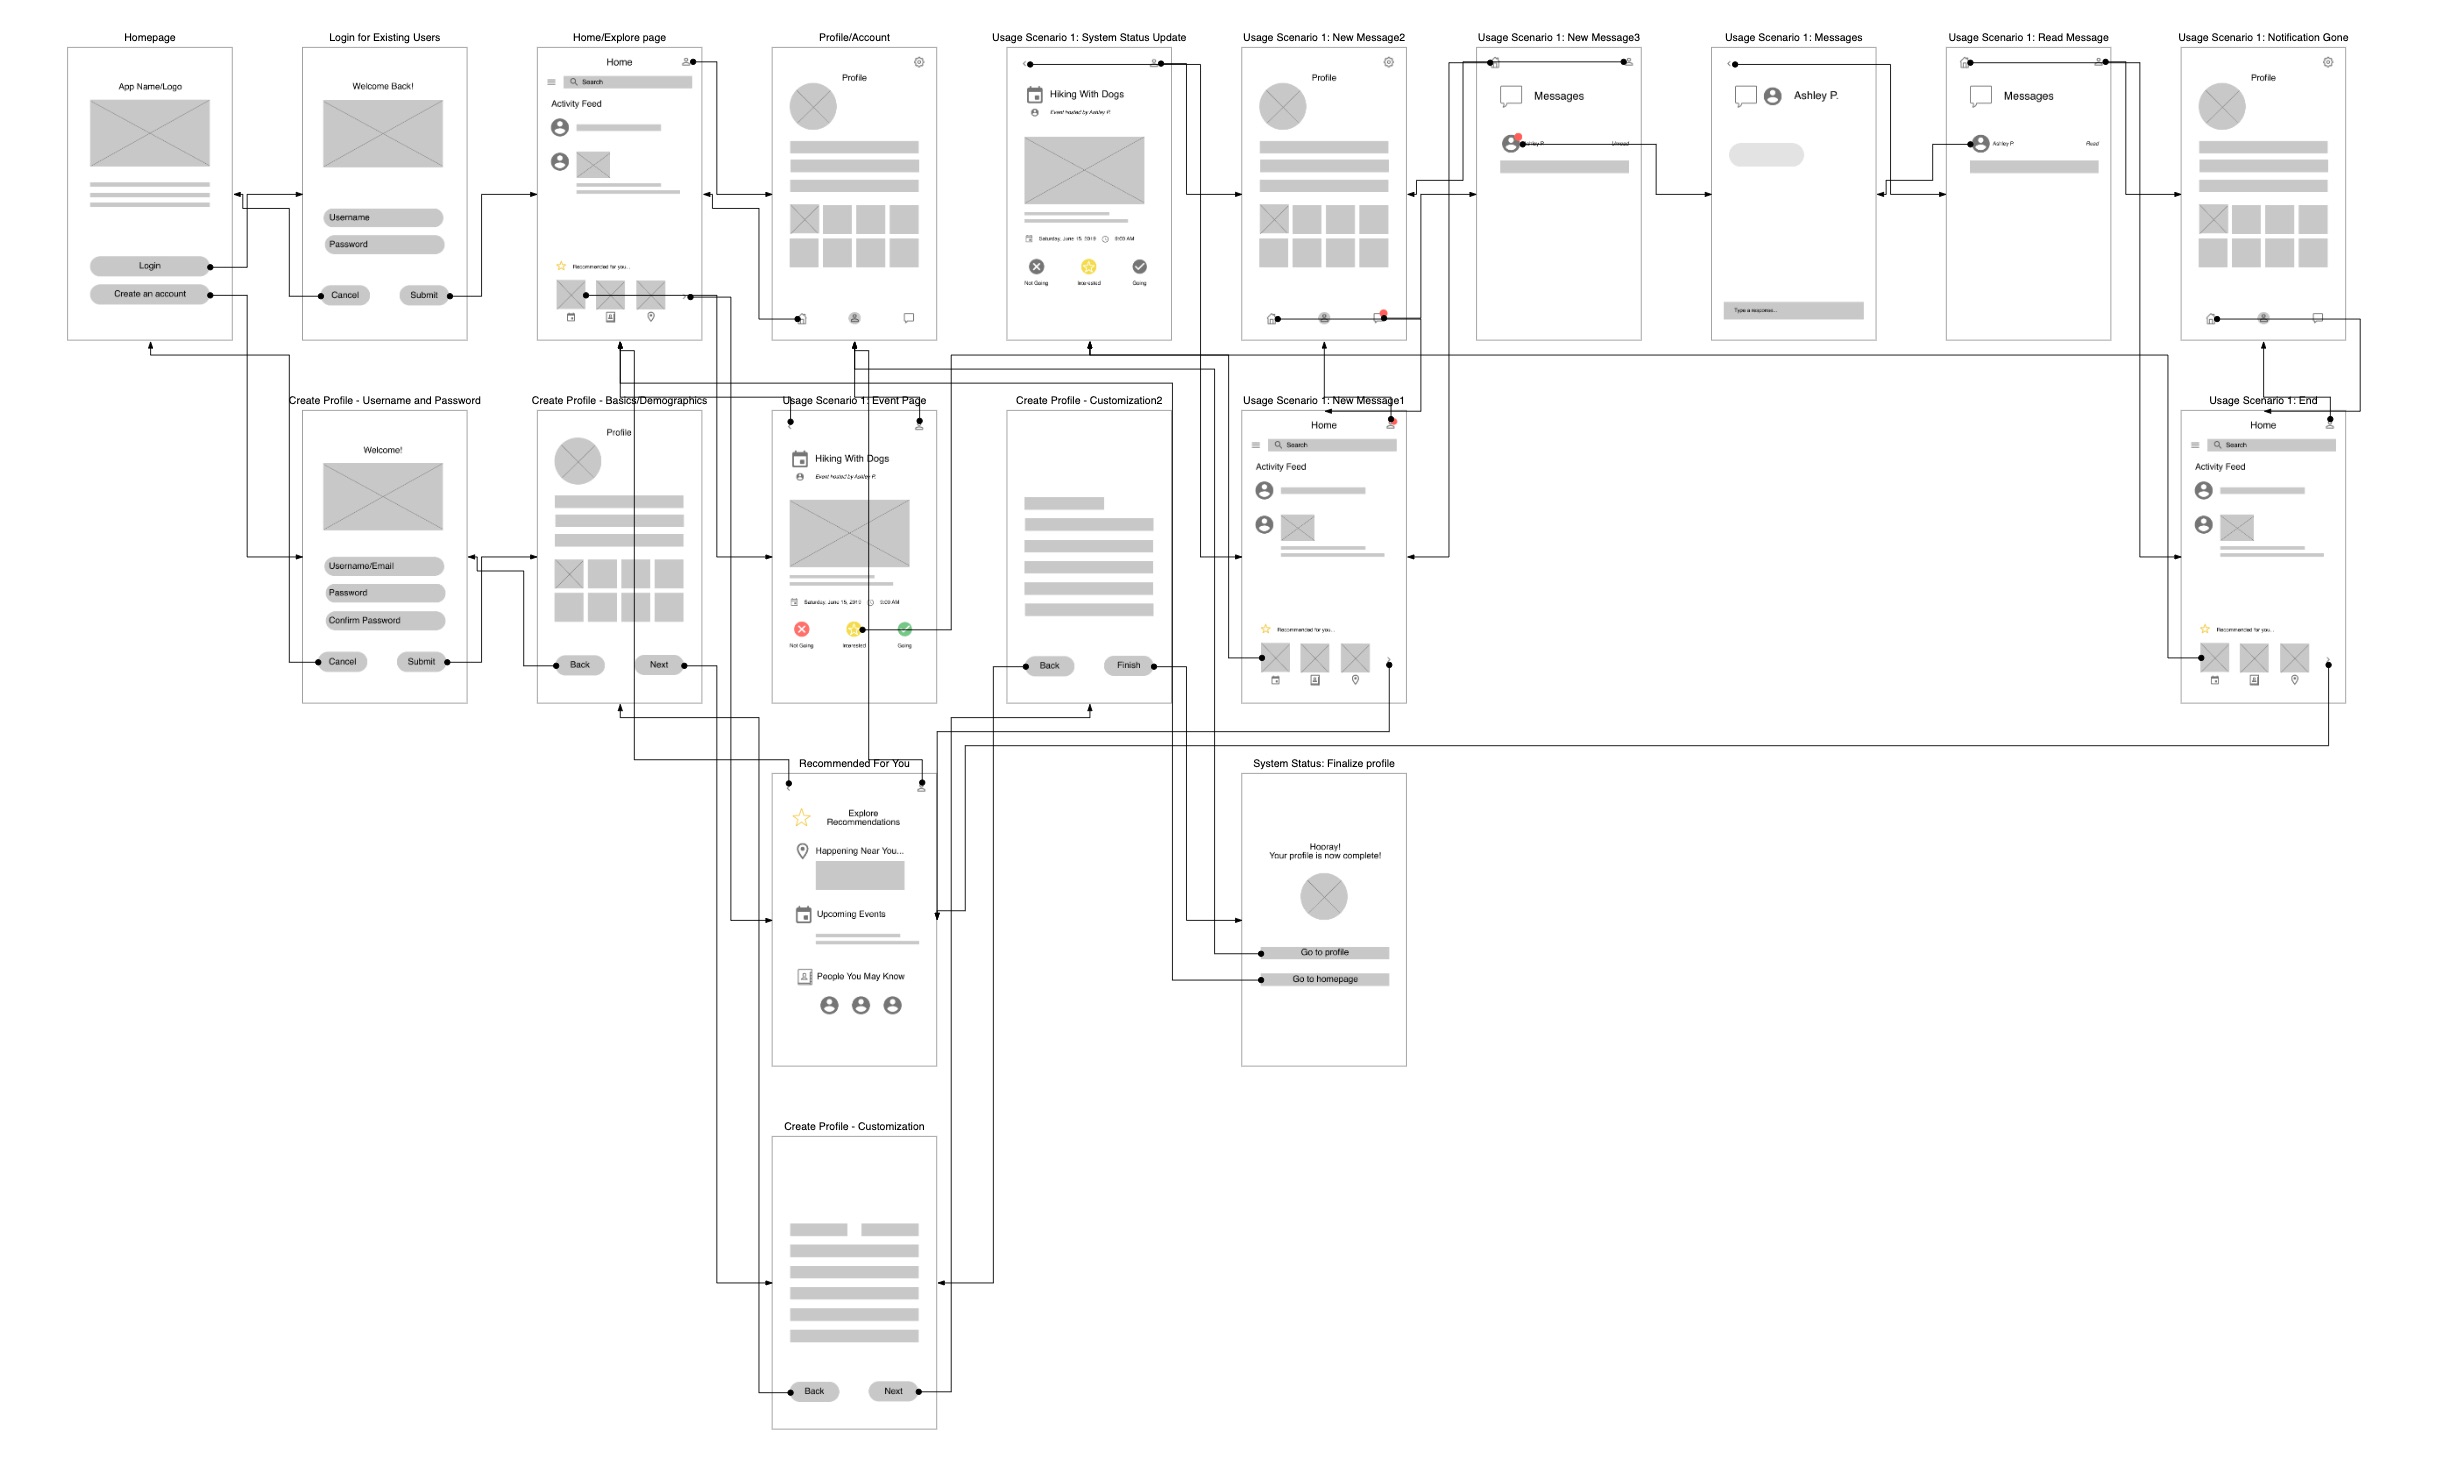 Homepage
App Name/Logo
Login
Create an account
Login for Existing Users
Welcome Back!
Username
Password
Cancel
Submit
Home/Explore page
Home
Search
Activity Feed
Recommended for you...
Profile/Account
Profile
Usage Scenario 1: System Status Update
Hiking With Dogs
Event hosted by Ashley P.
Saturday, June 15, 2019
9:00 AM
Not Going
Interested
Going
Usage Scenario 1: New Message2
Profile
Usage Scenario 1: New Message3
Messages
Ashley P.
Unread
Usage Scenario 1: Messages
Ashley P.
Type a response...
Usage Scenario 1: Read Message
Messages
Ashley P
Read
Usage Scenario 1: Notification Gone
Profile
Create Profile - Username and Password
Welcome!
Username/Email
Password
Confirm Password
Cancel
Submit
Create Profile - Basics/Demographics
Profile
Back
Next
Usage Scenario 1: Event Page
Hiking With Dogs
Event hosted by Ashley P.
Saturday, June 15, 2019
9:00 AM
Not Going
Interested
Going
Create Profile - Customization2
Back
Finish
Usage Scenario 1: New Message1
Home
Search
Activity Feed
Recommended for you...
Usage Scenario 1: End
Home
Search
Activity Feed
Recommended for you...
Recommended For You
Explore
Recommendations
Happening Near You...
Upcoming Events
People You May Know
System Status: Finalize profile
Hooray!
Your profile is now complete!
Go to profile
Go to homepage
Create Profile - Customization
Back
Next